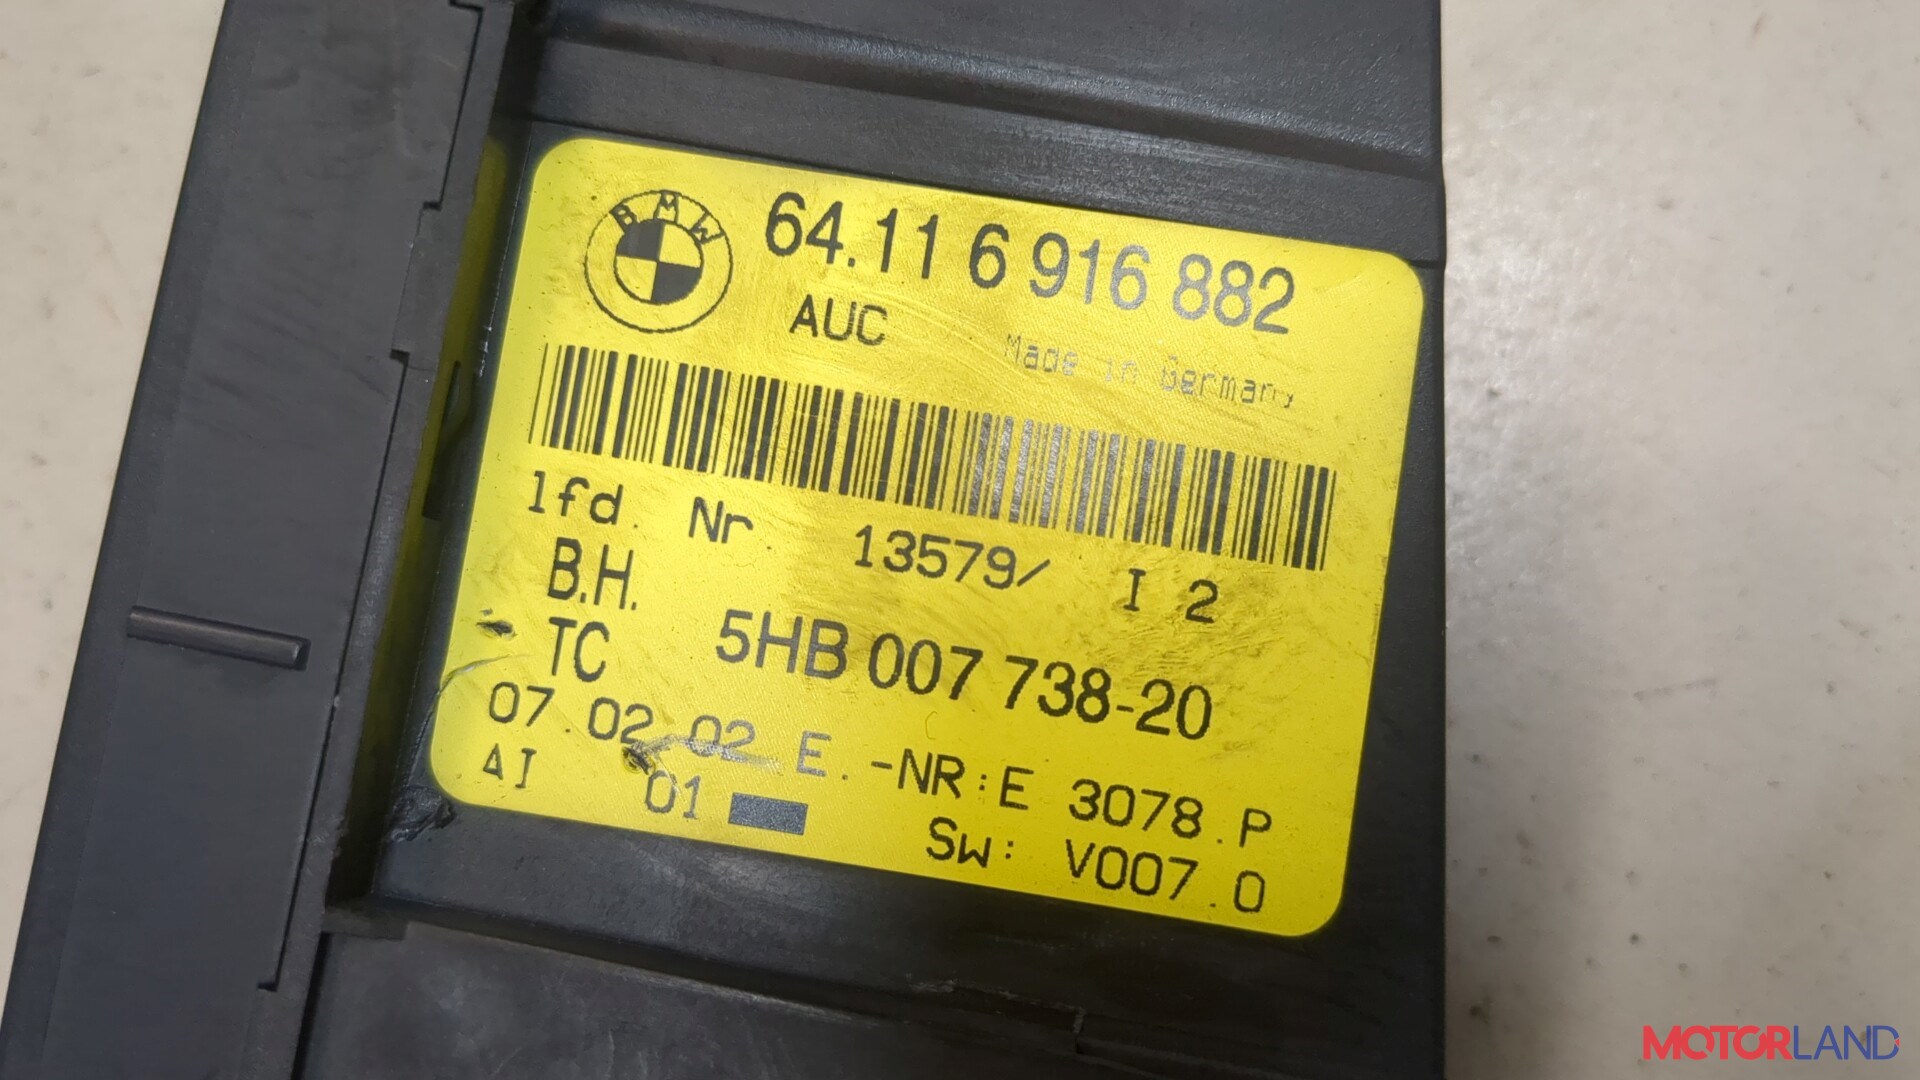 BMW
64.11 6 916 882
AUC
Made in Germany
lfd. Nr. 13579/ I 2
B.H.
TC 5HB 007 738-20
07 02 02 E.-NR:E 3078.P
AI 01 SW: V007.0
MOTORLAND